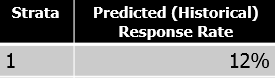 Strata Predicted (Historical)
Response Rate
1 12%